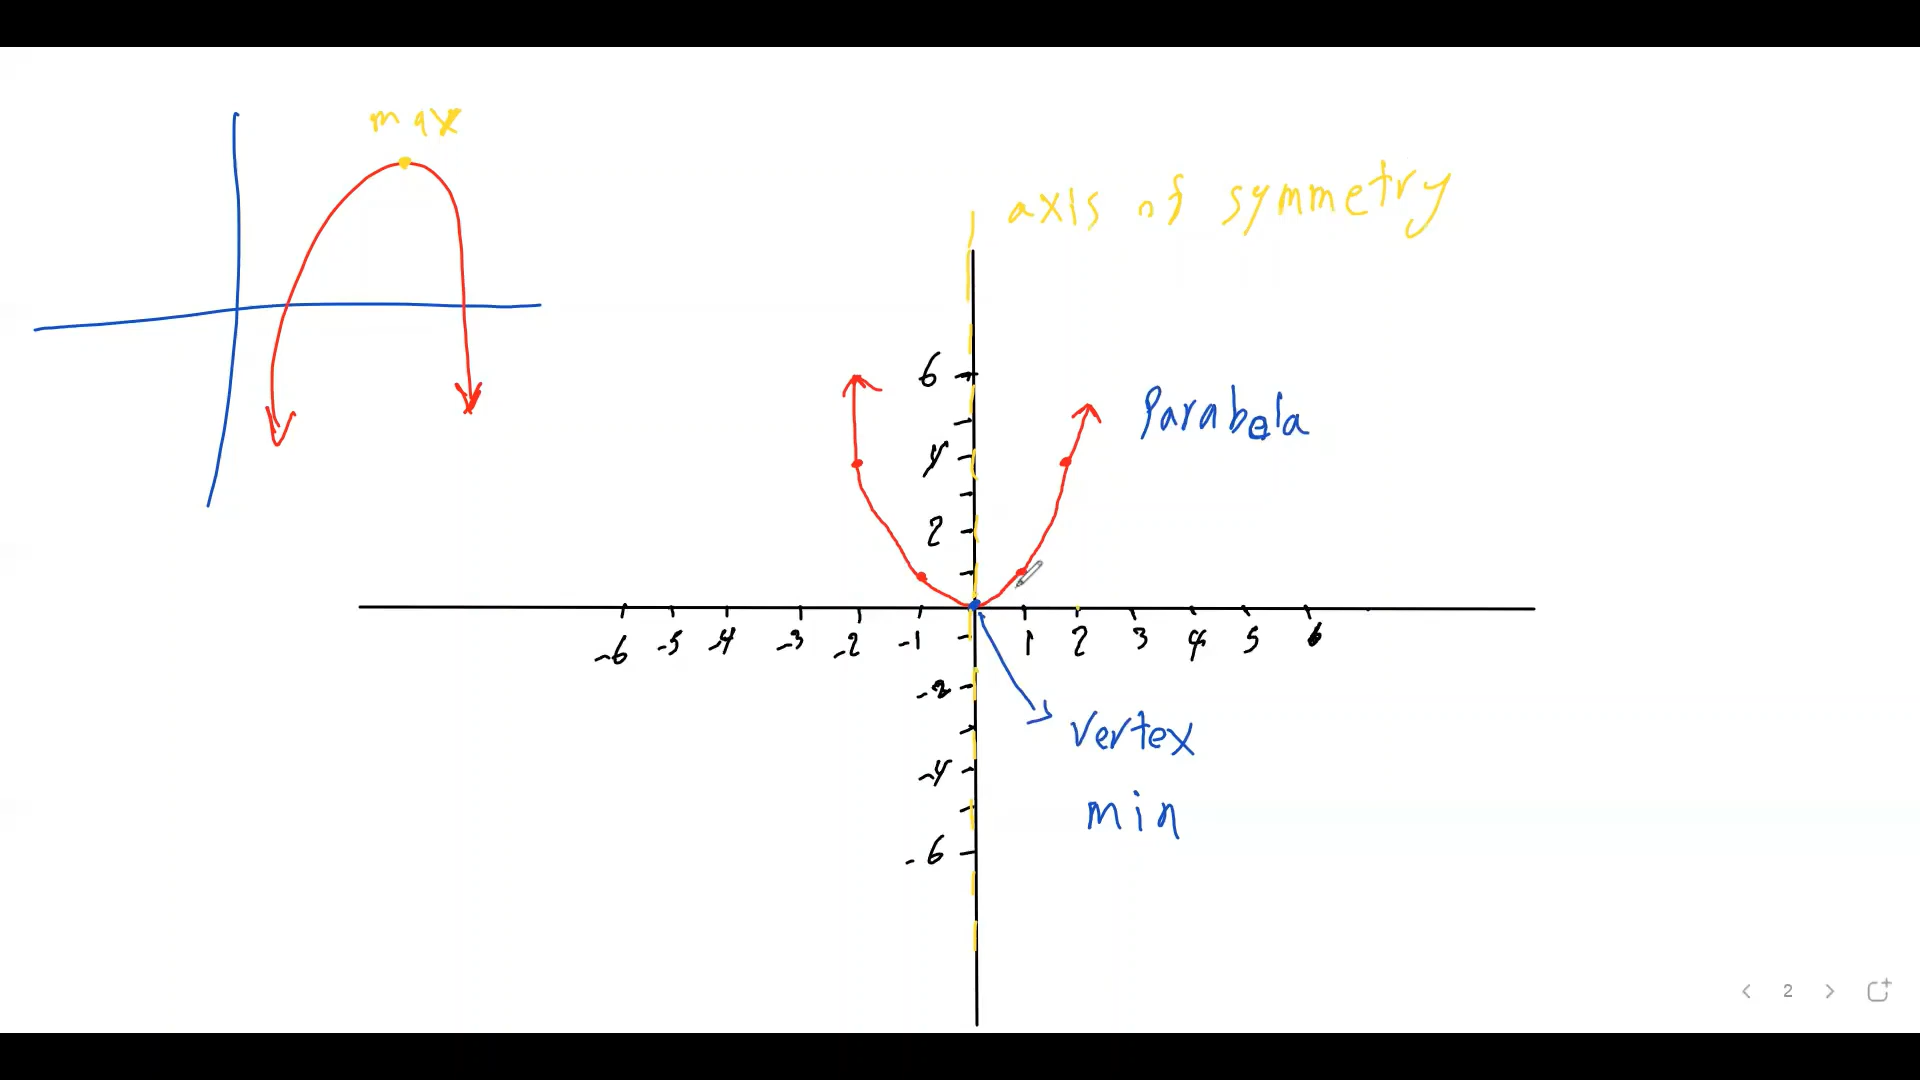 max
axis of symmetry
6
Parabola
4
2
-6 -5 -4 -3 -2 -1 1 2 3 4 5 6
-2
Vertex
-4
min
-6
2